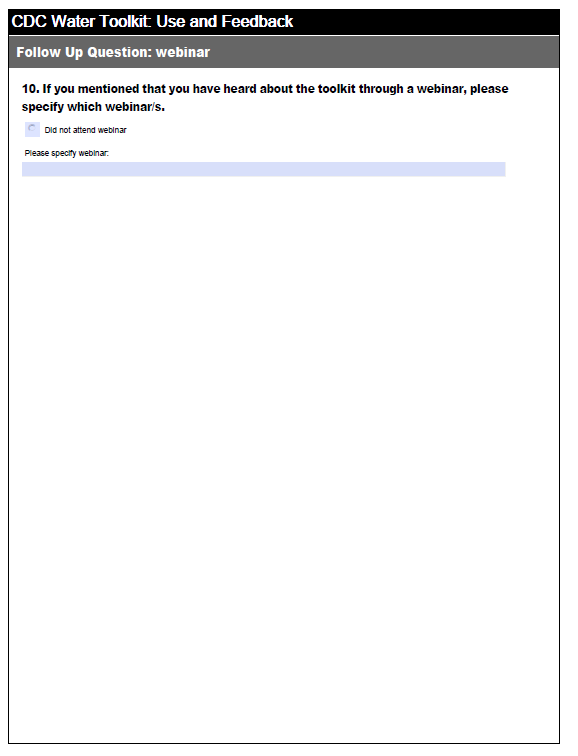 CDC Water Toolkit: Use and Feedback
Follow Up Question: webinar
10. If you mentioned that you have heard about the toolkit through a webinar, please
specify which webinar/s.
Did not attend webinar
Please specify webinar: